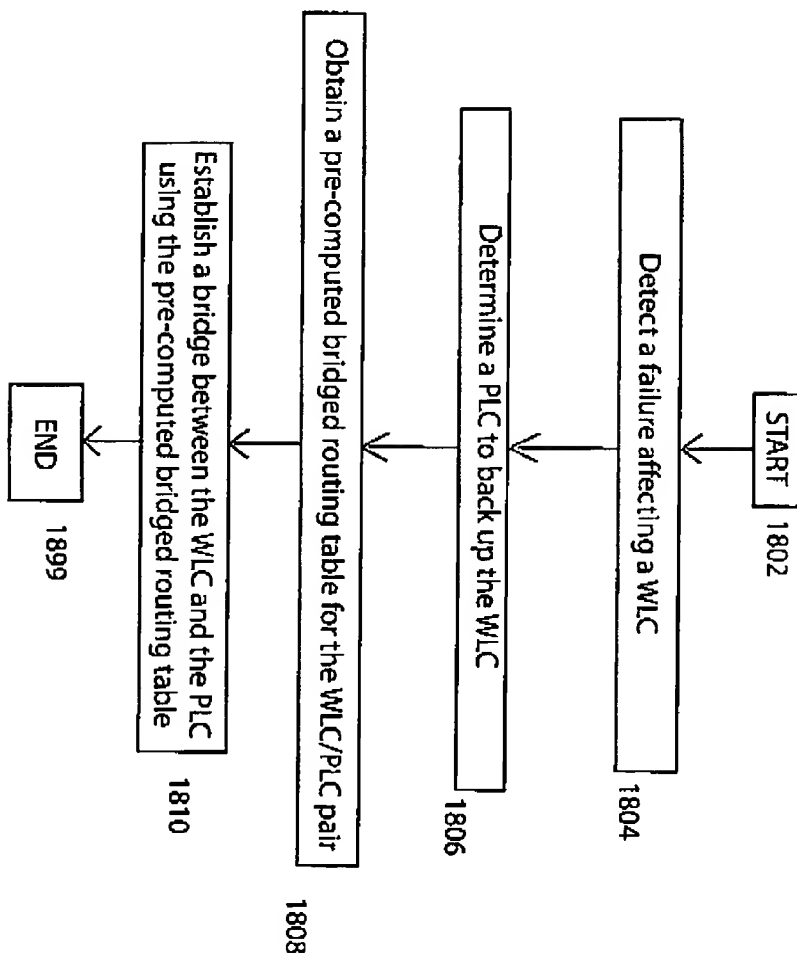 START
1802
Detect a failure affecting a WLC
1804
Determine a PLC to back up the WLC
1806
Obtain a pre-computed bridged routing table for the WLC/PLC pair
1808
Establish a bridge between the WLC and the PLC
using the pre-computed bridged routing table
1810
END
1899